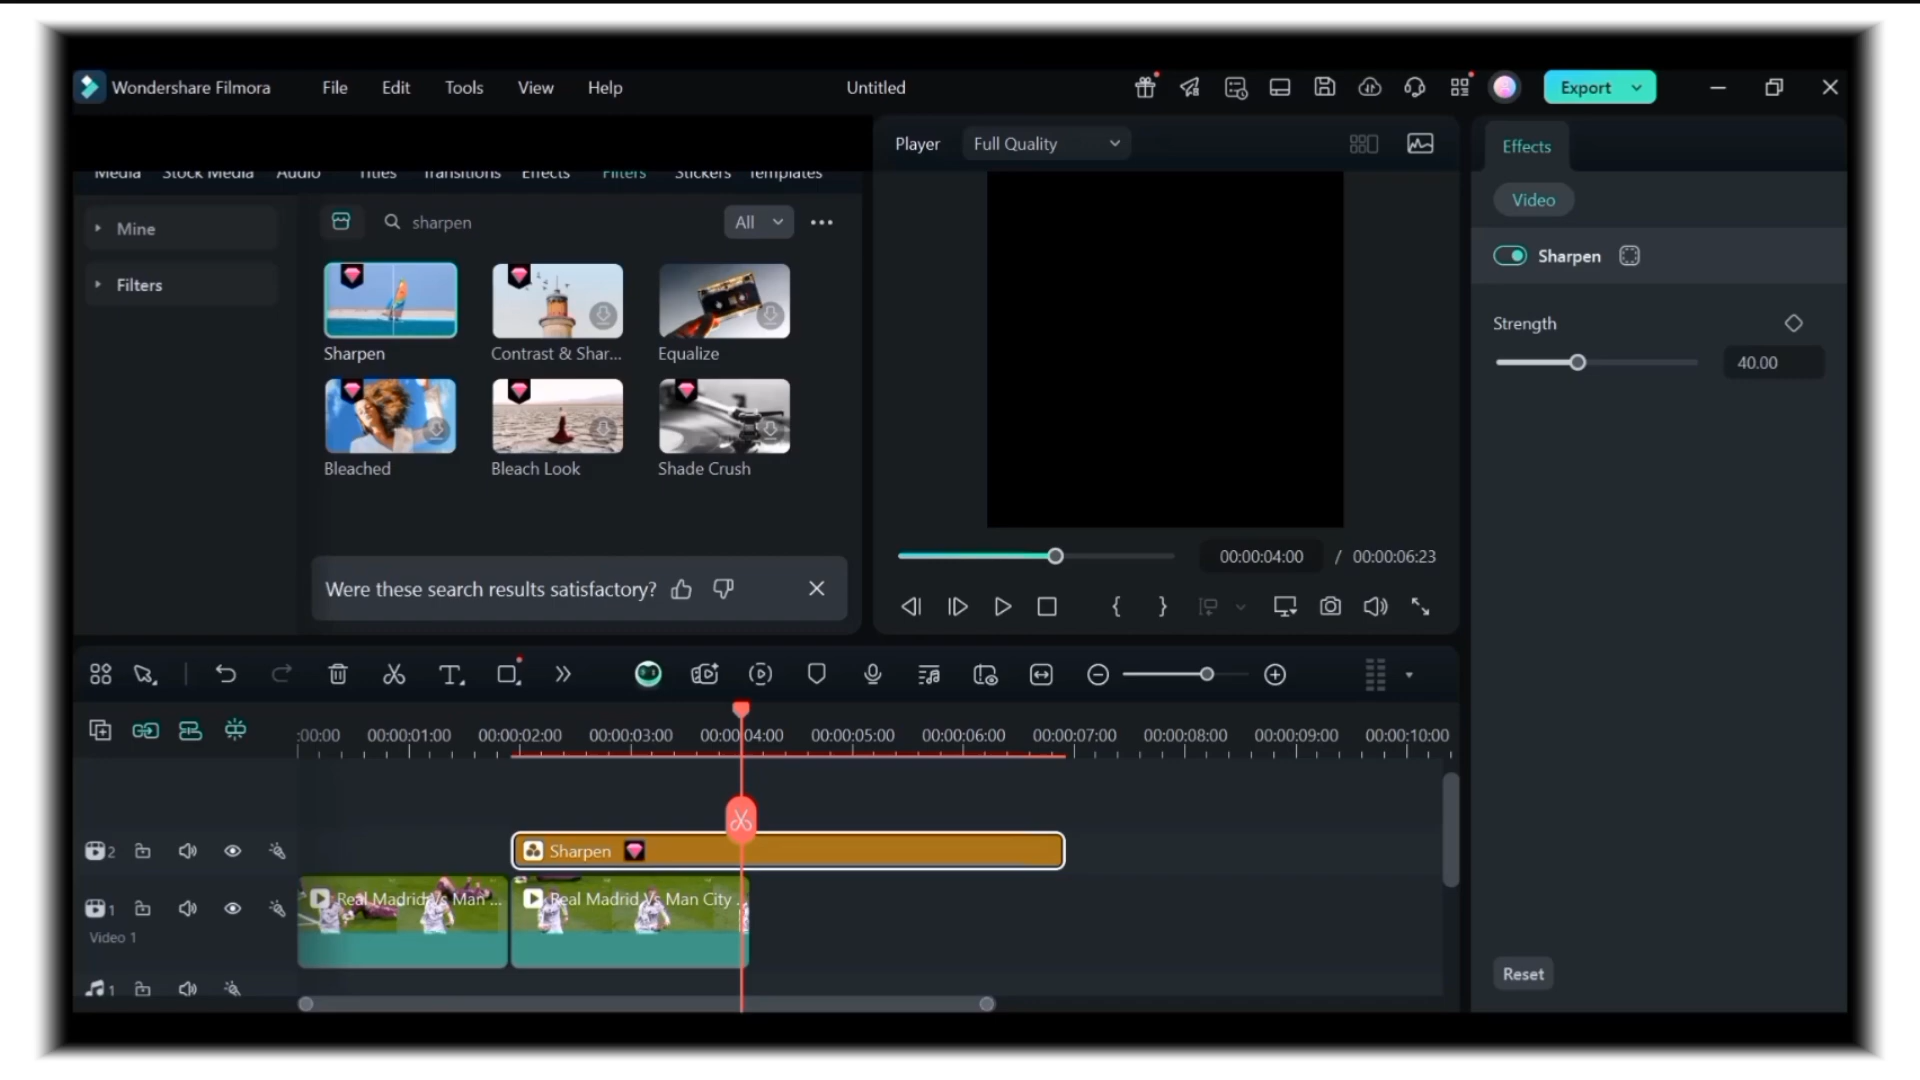 Wondershare Filmora File Edit Tools View Help Untitled Export
Media Stock Media Audio Titles Transitions Effects Filters Stickers Templates
Mine
Filters
sharpen All
Sharpen Contrast & Shar... Equalize
Bleached Bleach Look Shade Crush
Were these search results satisfactory?
Player Full Quality
00:00:04:00 / 00:00:06:23
Effects
Video
Sharpen
Strength
40.00
Reset
:00:00 00:00:01:00 00:00:02:00 00:00:03:00 00:00:04:00 00:00:05:00 00:00:06:00 00:00:07:00 00:00:08:00 00:00:09:00 00:00:10:00
2 Sharpen
1 Real Madrid Vs Man ... Real Madrid Vs Man City ...
Video 1
1